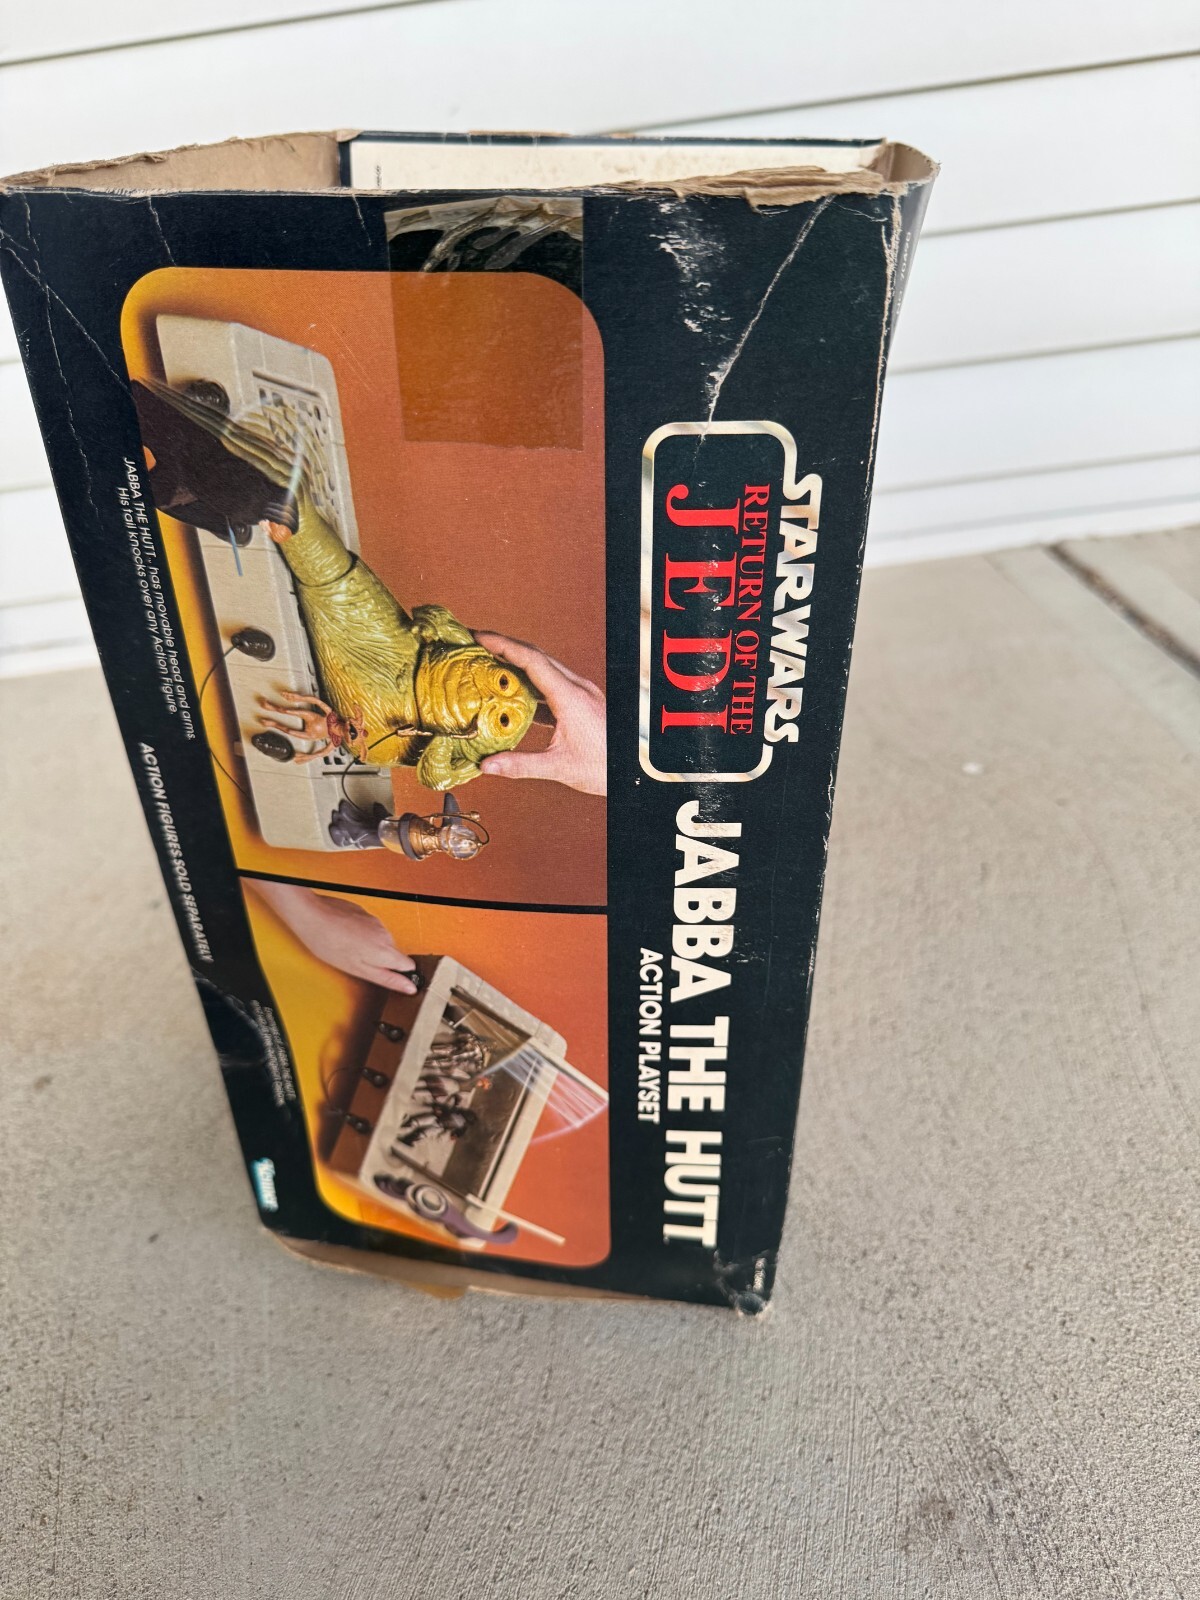 STAR WARS
RETURN OF THE
JEDI
JABBA THE HUTT
ACTION PLAYSET
JABBA THE HUTT™ has movable head and arms.
His tail knocks over any Action Figure.
ACTION FIGURES SOLD SEPARATELY
Kenner